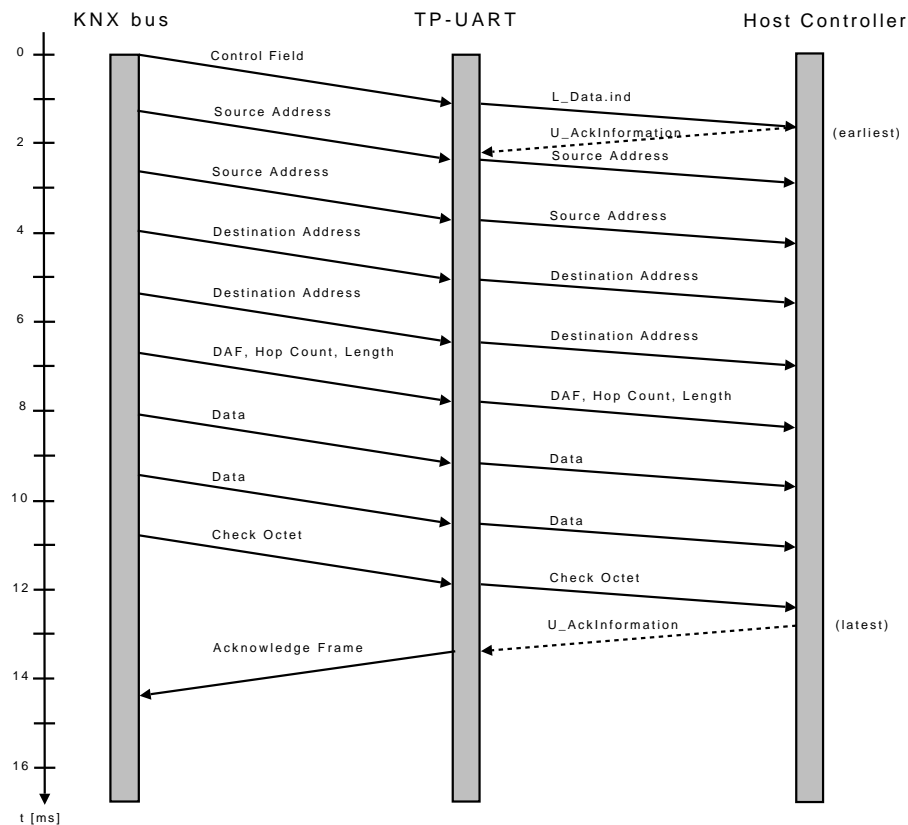 KNX bus TP-UART Host Controller
0
Control Field
L_Data.ind
Source Address
U_AckInformation
(earliest)
2
Source Address
Source Address
Source Address
4
Destination Address
Destination Address
Destination Address
6
Destination Address
DAF, Hop Count, Length
DAF, Hop Count, Length
8
Data
Data
Data
10
Data
Check Octet
Check Octet
12
U_AckInformation
(latest)
Acknowledge Frame
14
16
t [ms]